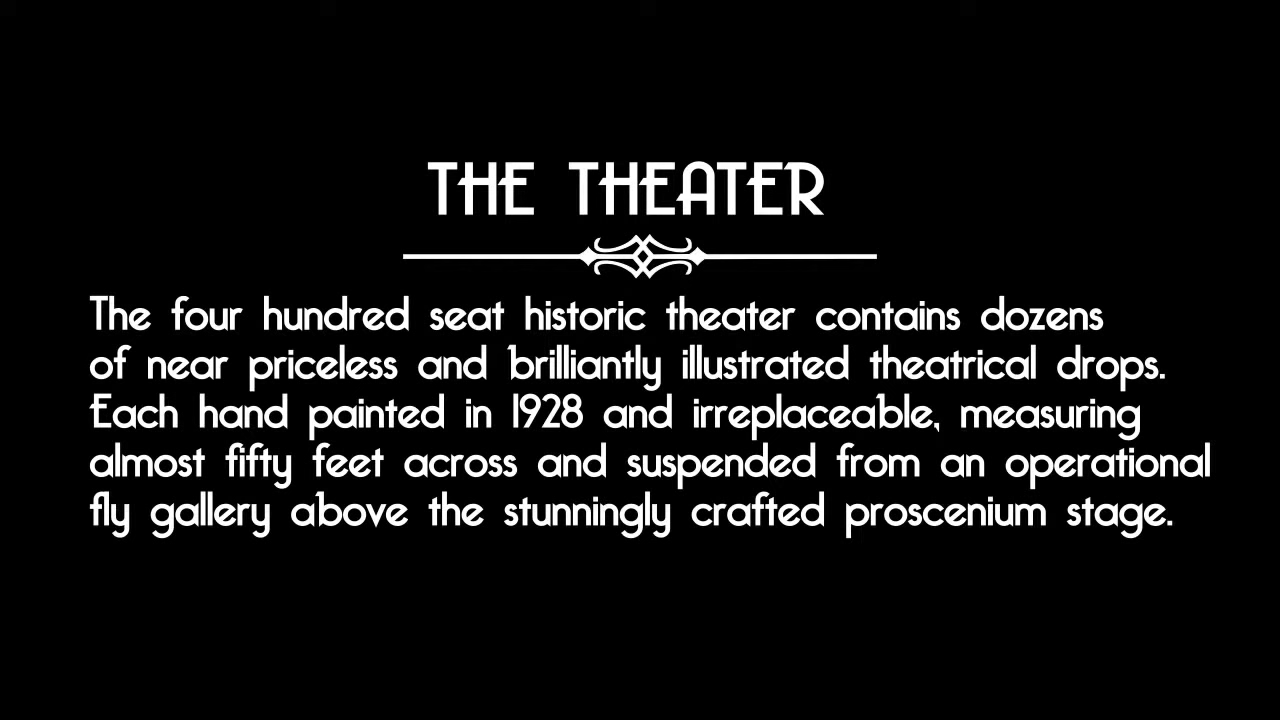 THE THEATER
The four hundred seat historic theater contains dozens
of near priceless and brilliantly illustrated theatrical drops.
Each hand painted in 1928 and irreplaceable, measuring
almost fifty feet across and suspended from an operational
fly gallery above the stunningly crafted proscenium stage.